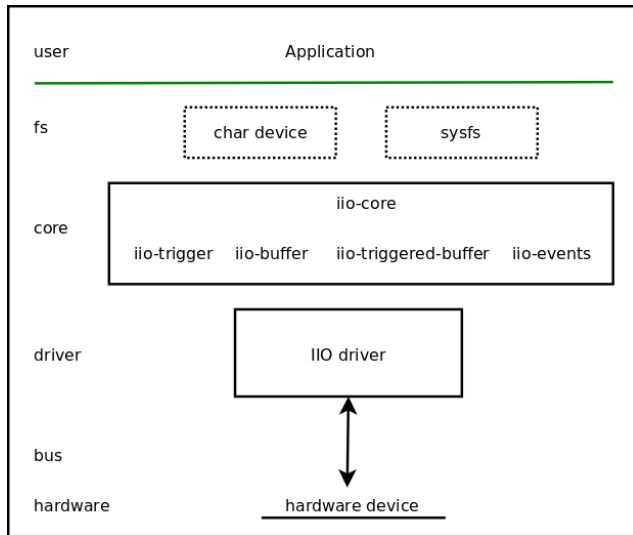 user Application
fs char device sysfs
iio-core
core
iio-trigger iio-buffer iio-triggered-buffer iio-events
driver IIO driver
bus
hardware hardware device